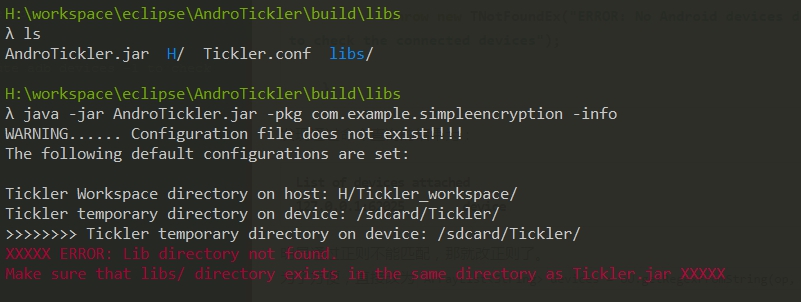 H:\workspace\eclipse\AndroTickler\build\libs
λ ls
AndroTickler.jar  H/  Tickler.conf  libs/
H:\workspace\eclipse\AndroTickler\build\libs
λ java -jar AndroTickler.jar -pkg com.example.simpleencryption -info
WARNING...... Configuration file does not exist!!!!
The following default configurations are set:
Tickler Workspace directory on host: H/Tickler_workspace/
Tickler temporary directory on device: /sdcard/Tickler/
>>>>>>>> Tickler temporary directory on device: /sdcard/Tickler/
XXXXX ERROR: Lib directory not found.
Make sure that libs/ directory exists in the same directory as Tickler.jar XXXXX